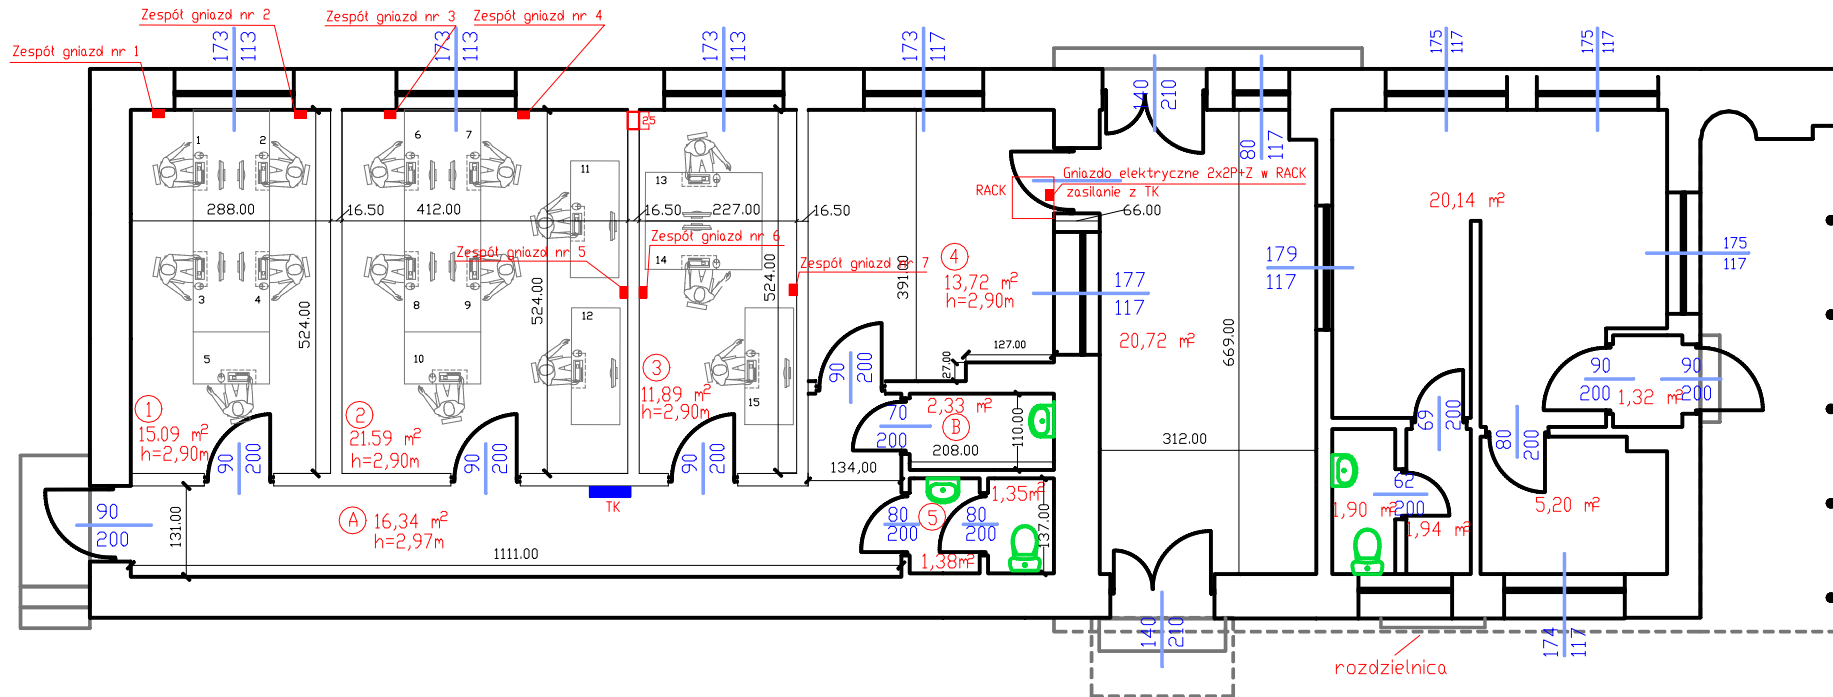 Zespół gniazd nr 1
Zespół gniazd nr 2
Zespół gniazd nr 3
Zespół gniazd nr 4
173
113
173
113
173
113
173
117
175
117
175
117
140
210
80
117
25
1
2
6
7
11
13
RACK
Gniazdo elektryczne 2x2P+Z w RACK
zasilanie z TK
288.00
16.50
412.00
16.50
227.00
16.50
66.00
20,14 m²
Zespół gniazd nr 5
Zespół gniazd nr 6
Zespół gniazd nr 7
14
4
13,72 m²
h=2,90m
391.00
179
117
175
117
177
117
3
4
8
9
12
524.00
524.00
524.00
20,72 m²
669.00
127.00
27.00
5
10
15
3
11,89 m²
h=2,90m
90
200
90
200
90
200
1,32 m²
1
15.09 m²
h=2,90m
2
21.59 m²
h=2,90m
70
200
2,33 m²
B
110.00
208.00
69
200
80
200
312.00
90
200
90
200
90
200
134,00
90
200
131.00
A
16,34 m²
h=2,97m
TK
1111.00
80
200
5
80
200
1,35m²
137.00
1,38m²
62
200
1,90 m²
1,94 m²
5,20 m²
140
210
174
117
rozdzielnica